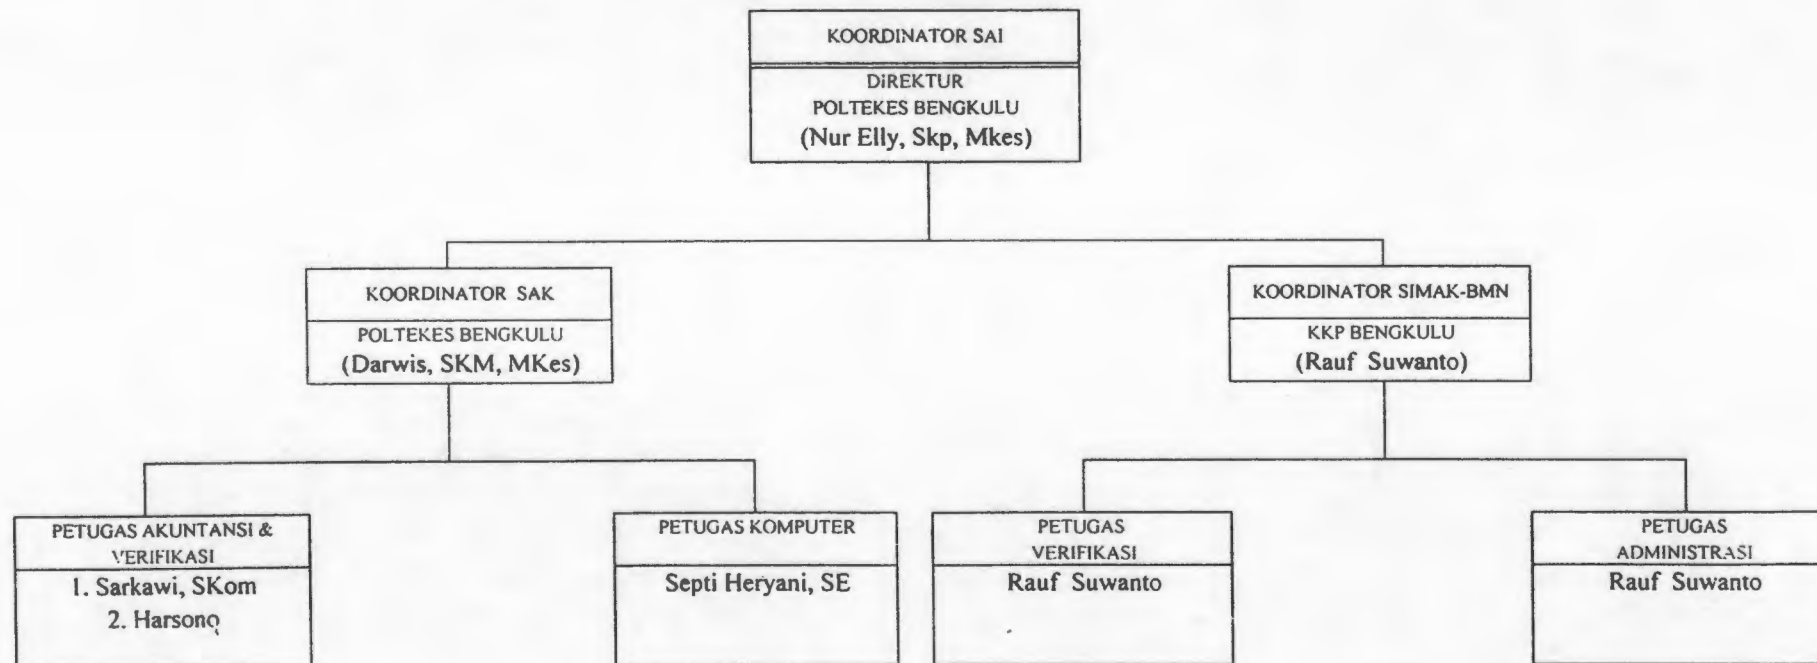 KOORDINATOR SAI
DIREKTUR
POLTEKES BENGKULU
(Nur Elly, Skp, Mkes)
KOORDINATOR SAK
POLTEKES BENGKULU
(Darwis, SKM, MKes)
KOORDINATOR SIMAK-BMN
KKP BENGKULU
(Rauf Suwanto)
PETUGAS AKUNTANSI &
VERIFIKASI
1. Sarkawi, SKom
2. Harsono
PETUGAS KOMPUTER
Septi Heryani, SE
PETUGAS
VERIFIKASI
Rauf Suwanto
PETUGAS
ADMINISTRASI
Rauf Suwanto